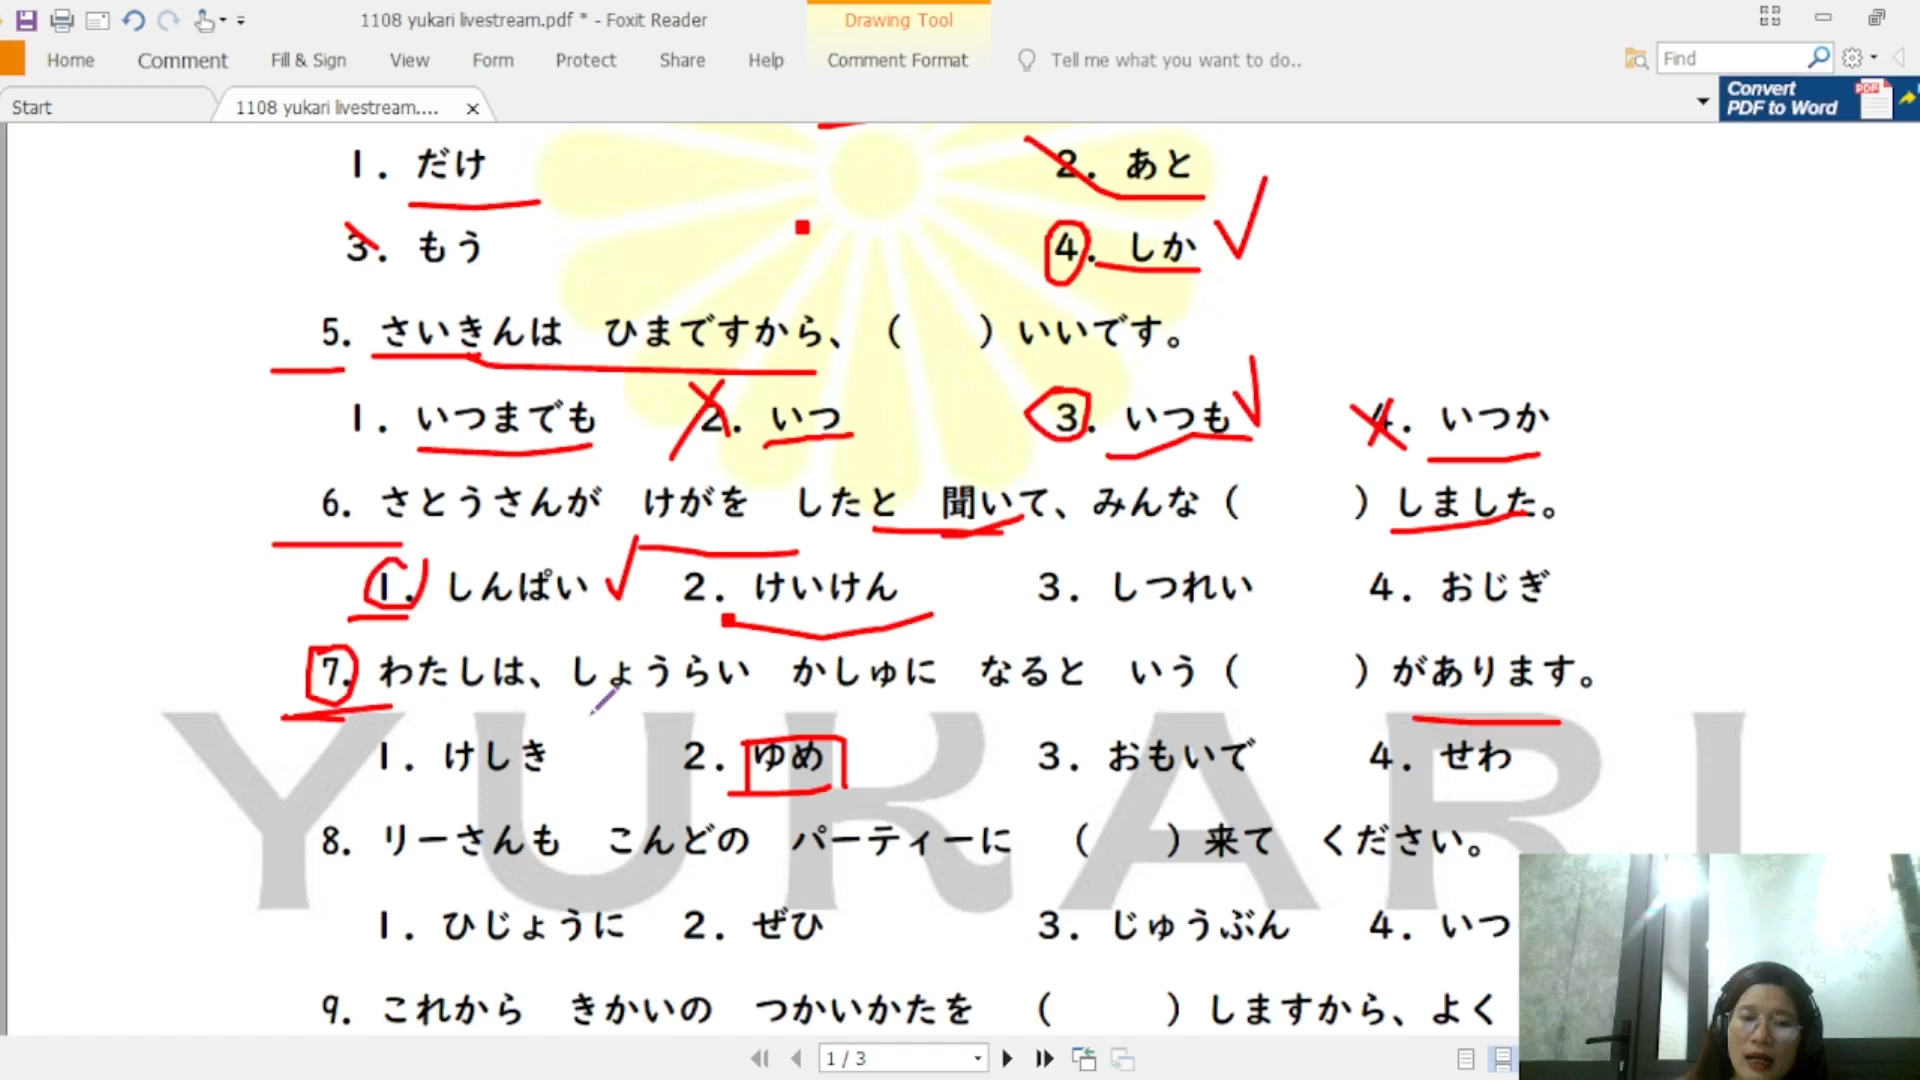 1108 yukari livestream.pdf * - Foxit Reader
Drawing Tool
Home Comment Fill & Sign View Form Protect Share Help Comment Format Tell me what you want to do.. Find
Start 1108 yukari livestream....
Convert PDF to Word
PDF
1. だけ 2. あと
3. もう 4. しか
5. さいきんは ひまですから、( )いいです。
1. いつまでも 2. いつ 3. いつも 4. いつか
6. さとうさんが けがを したと 聞いて、みんな( )しました。
1. しんぱい 2. けいけん 3. しつれい 4. おじぎ
7. わたしは、しょうらい かしゅに なると いう( )があります。
1. けしき 2. ゆめ 3. おもいで 4. せわ
YUKARI
8. リーさんも こんどの パーティーに ( )来て ください。
1. ひじょうに 2. ぜひ 3. じゅうぶん 4. いつ
9. これから きかいの つかいかたを ( )しますから、よく
1 / 3